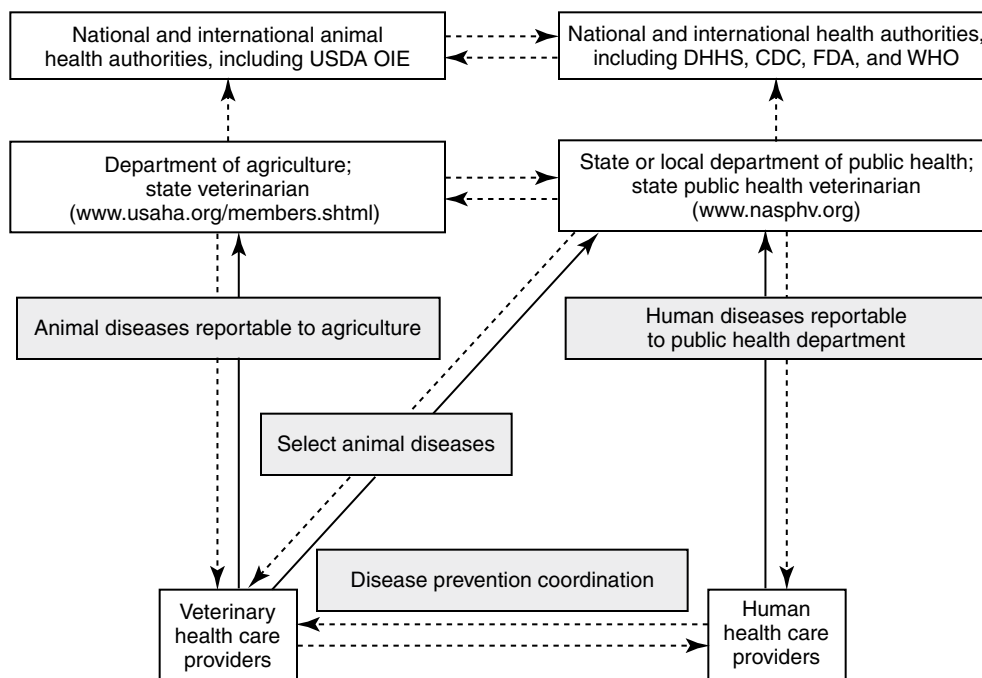 National and international animal
health authorities, including USDA OIE
National and international health authorities,
including DHHS, CDC, FDA, and WHO
Department of agriculture;
state veterinarian
(www.usaha.org/members.shtml)
State or local department of public health;
state public health veterinarian
(www.nasphv.org)
Animal diseases reportable to agriculture
Human diseases reportable
to public health department
Select animal diseases
Disease prevention coordination
Veterinary
health care
providers
Human
health care
providers